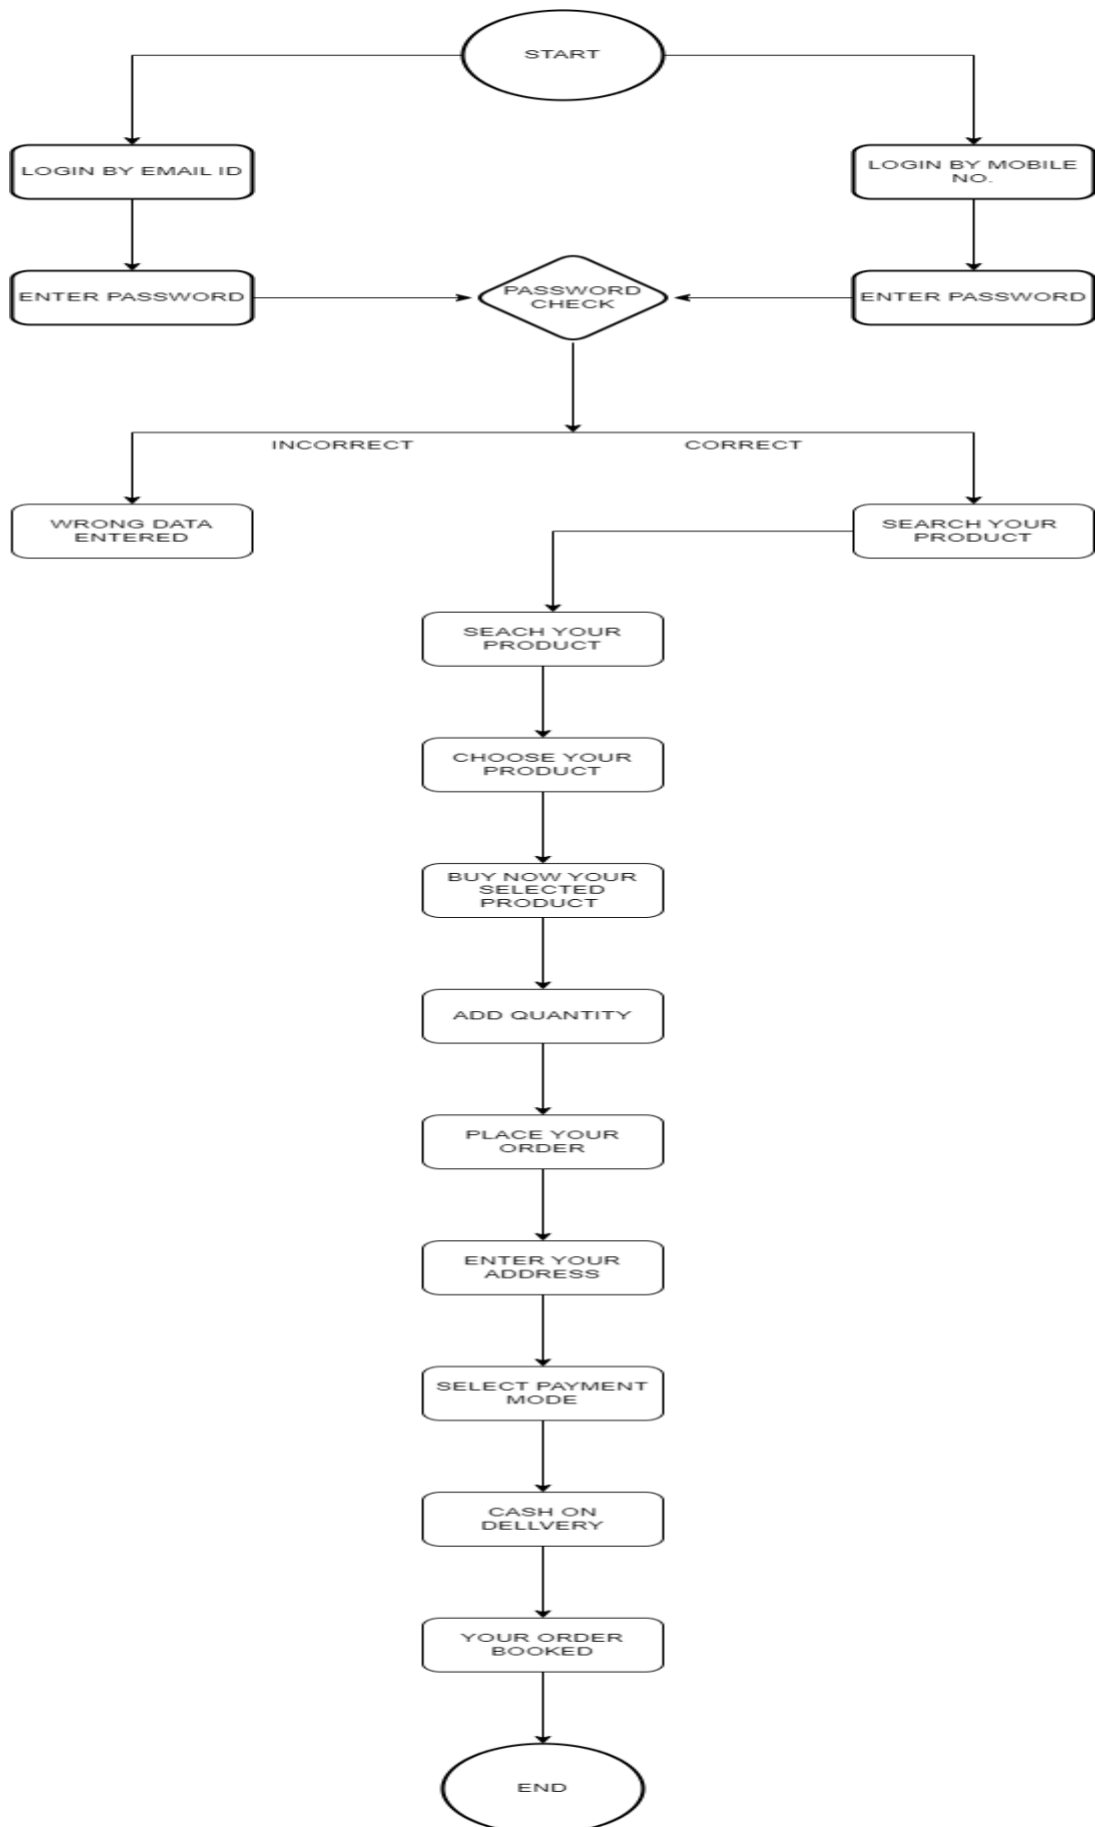 START
LOGIN BY EMAIL ID
LOGIN BY MOBILE
NO.
ENTER PASSWORD
PASSWORD
CHECK
ENTER PASSWORD
INCORRECT
CORRECT
WRONG DATA
ENTERED
SEARCH YOUR
PRODUCT
SEACH YOUR
PRODUCT
CHOOSE YOUR
PRODUCT
BUY NOW YOUR
SELECTED
PRODUCT
ADD QUANTITY
PLACE YOUR
ORDER
ENTER YOUR
ADDRESS
SELECT PAYMENT
MODE
CASH ON
DELLVERY
YOUR ORDER
BOOKED
END